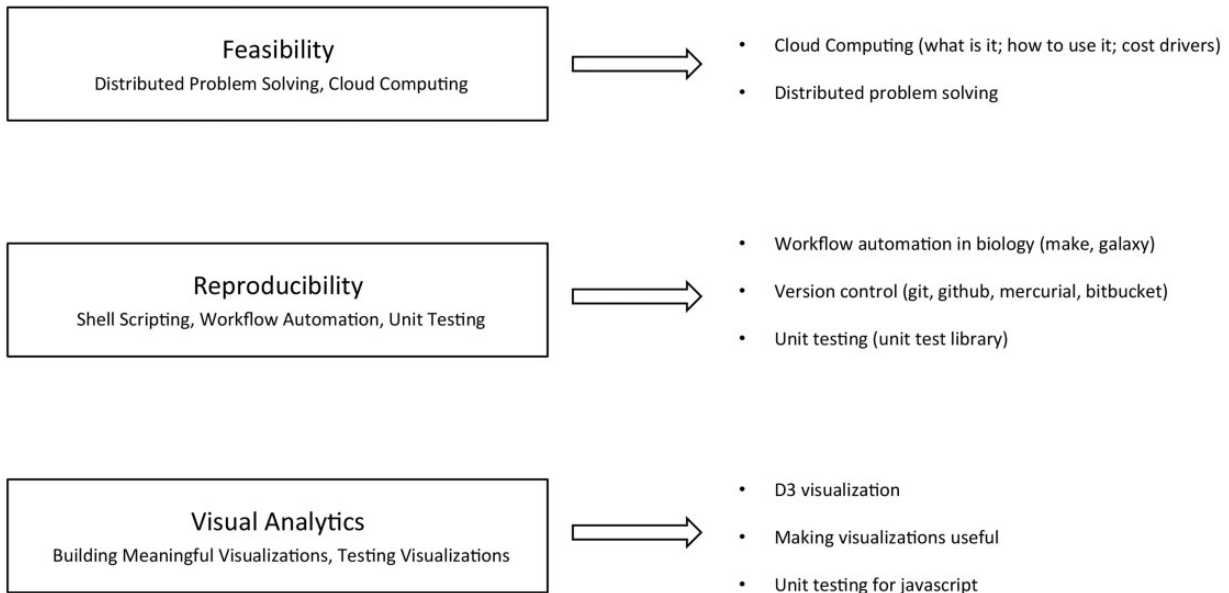 Feasibility
Distributed Problem Solving, Cloud Computing
• Cloud Computing (what is it; how to use it; cost drivers)
• Distributed problem solving
Reproducibility
Shell Scripting, Workflow Automation, Unit Testing
• Workflow automation in biology (make, galaxy)
• Version control (git, github, mercurial, bitbucket)
• Unit testing (unit test library)
Visual Analytics
Building Meaningful Visualizations, Testing Visualizations
• D3 visualization
• Making visualizations useful
• Unit testing for javascript